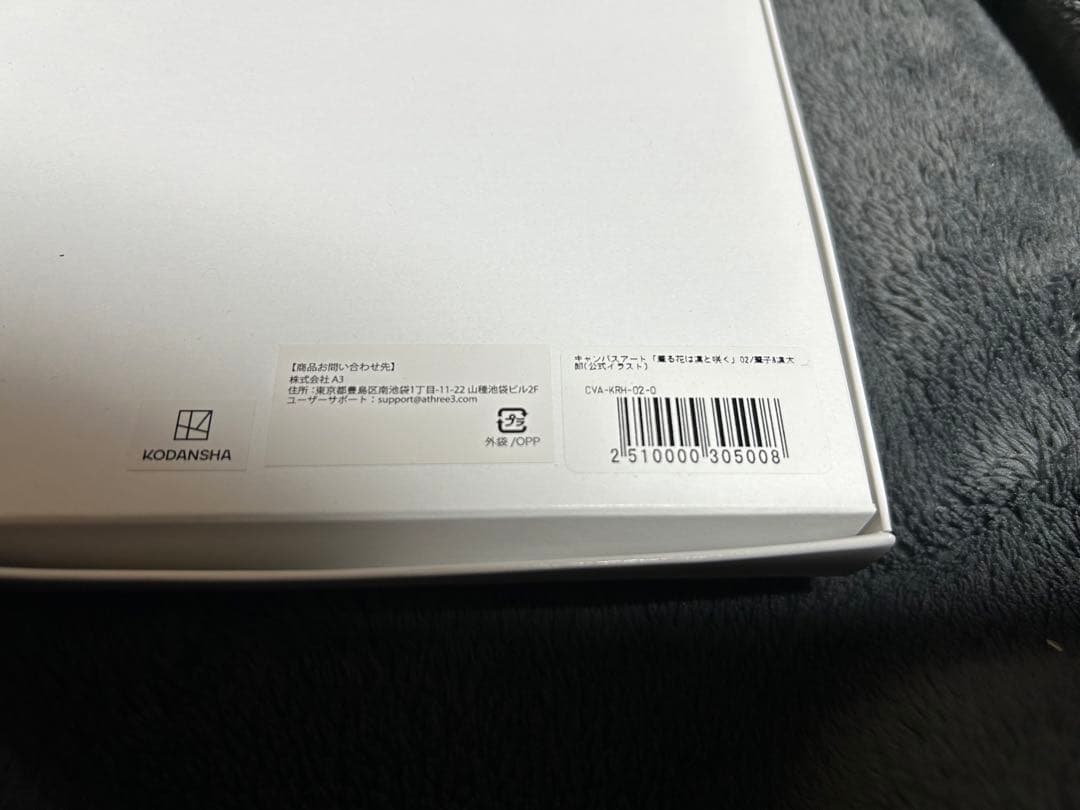 KODANSHA
【商品お問い合わせ先】
株式会社 A3
住所：東京都豊島区南池袋1丁目-11-22 山種池袋ビル2F
ユーザーサポート：support@athree3.com
プラ
外袋 /OPP
キャンバスアート「薫る花は凛と咲く」02/薫子&凛太
郎(公式イラスト)
CVA-KRH-02-0
2 510000 305008